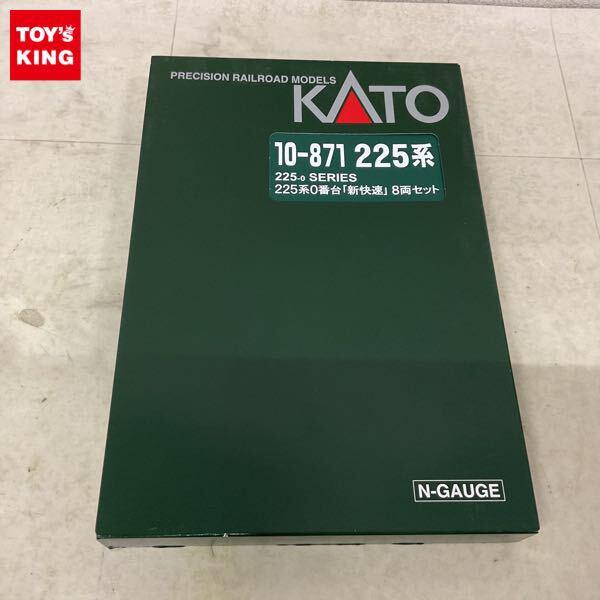 TOY's
KING
PRECISION RAILROAD MODELS
KATO
10-871 225系
225-0 SERIES
225系0番台「新快速」8両セット
N-GAUGE